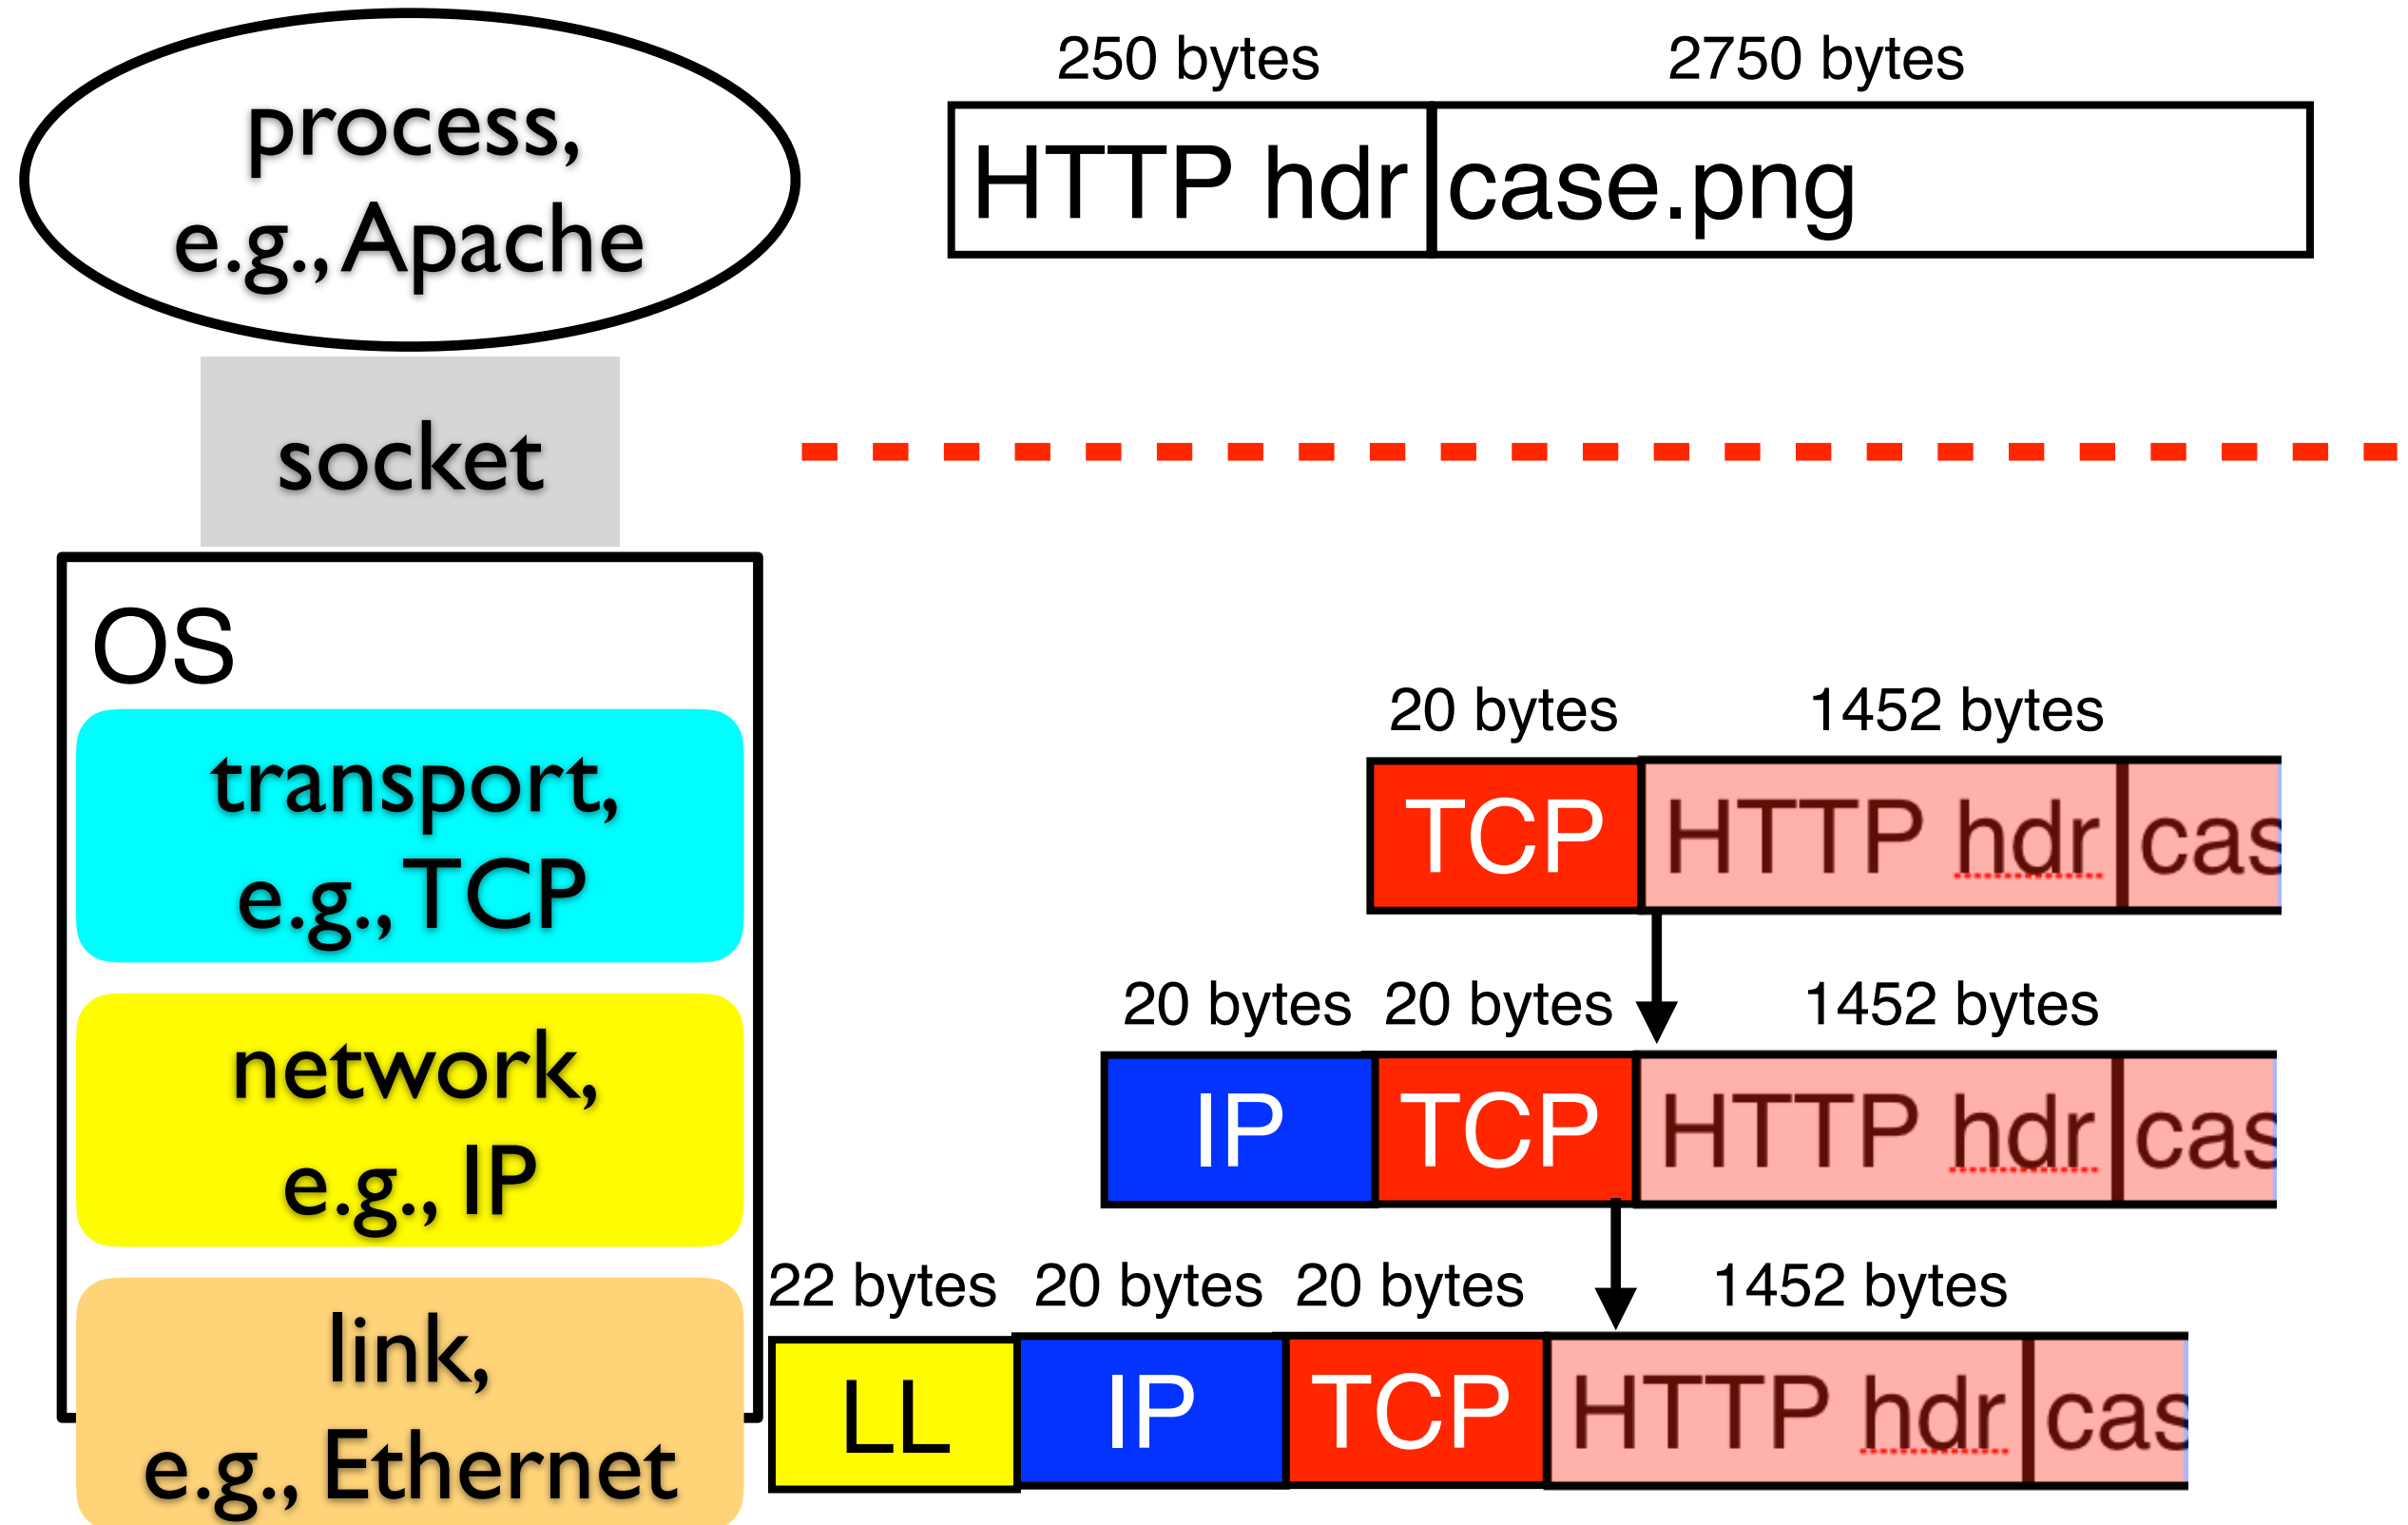 250 bytes 2750 bytes
process,
e.g., Apache
HTTP hdr case.png
socket
OS
20 bytes 1452 bytes
transport,
e.g., TCP
TCP HTTP hdr cas
20 bytes 20 bytes 1452 bytes
network,
e.g., IP
IP TCP HTTP hdr cas
22 bytes 20 bytes 20 bytes 1452 bytes
link,
e.g., Ethernet
LL IP TCP HTTP hdr cas